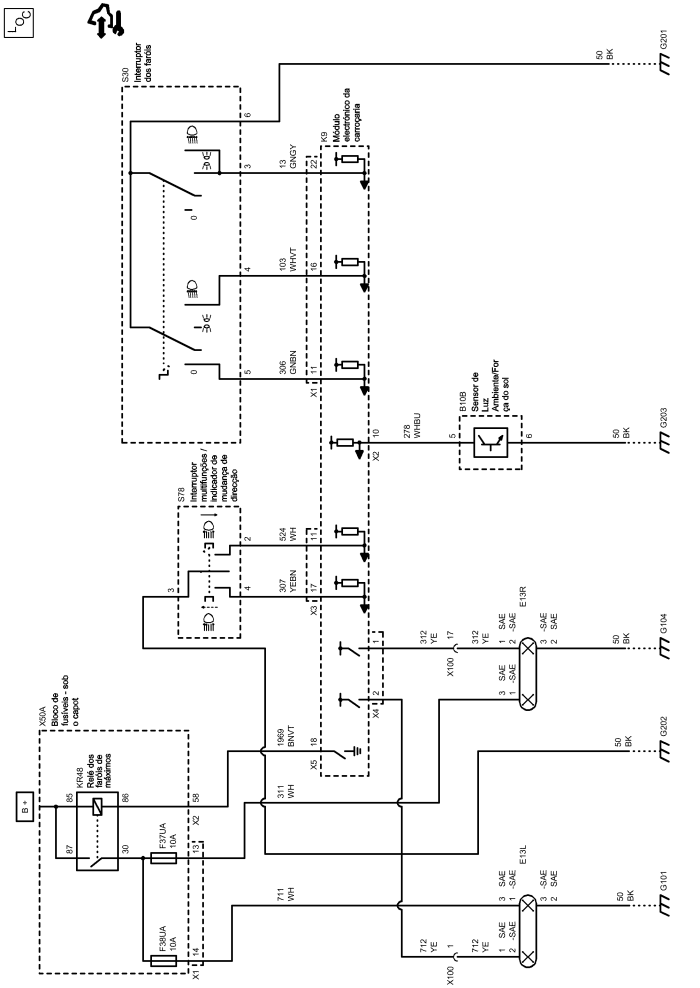 LOC
S30
Interruptor
dos faróis
0
0
5
4
3
6
306
GNBN
103
WHVT
13
GNGY
50
BK
G201
X1
11
16
22
K9
Módulo
electrónico da
carroçaria
S78
Interruptor
multifunções /
indicador de
mudança de
direcção
3
4
2
307
YEBN
524
WH
X3
17
11
X2
10
278
WHBU
B10B
Sensor de
Luz
Ambiente/For
ça do sol
5
6
50
BK
G203
X50A
Bloco de
fusíveis - sob
o capot
B +
KR48
Relé dos
faróis de
máximos
85
86
87
30
F38UA
10A
F37UA
10A
X1
14
13
X2
58
1969
BNVT
X5
18
X4
2
1
711
WH
311
WH
312
YE
X100
17
312
YE
3
SAE
1
-SAE
1
SAE
2
-SAE
E13R
3
-SAE
2
SAE
50
BK
G104
50
BK
G202
712
YE
X100
1
712
YE
1
SAE
2
-SAE
3
SAE
1
-SAE
E13L
3
-SAE
2
SAE
50
BK
G101